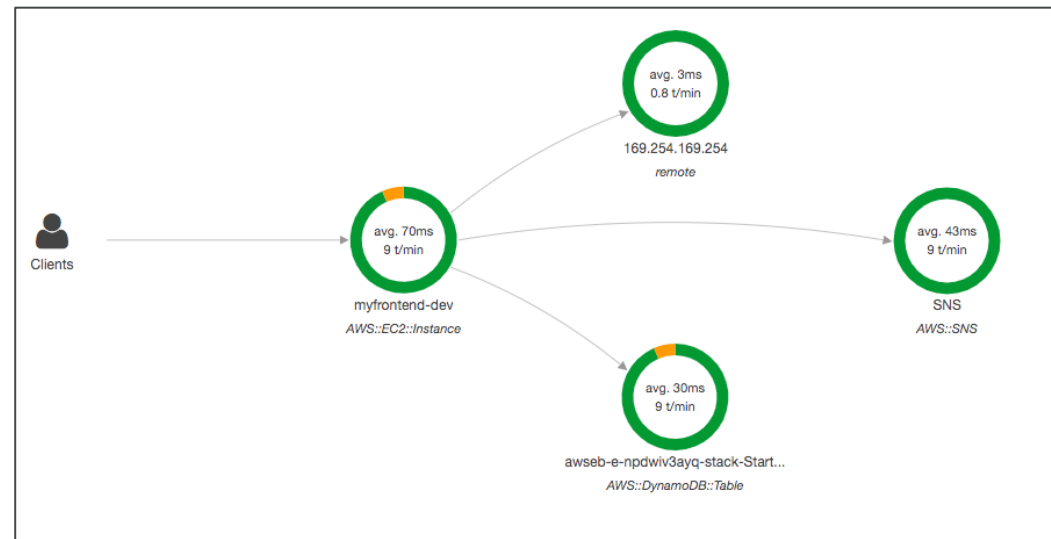 avg. 3ms
0.8 t/min
169.254.169.254
remote
Clients
avg. 70ms
9 t/min
myfrontend-dev
AWS::EC2::Instance
avg. 43ms
9 t/min
SNS
AWS::SNS
avg. 30ms
9 t/min
awseb-e-npdwiv3ayq-stack-Start...
AWS::DynamoDB::Table